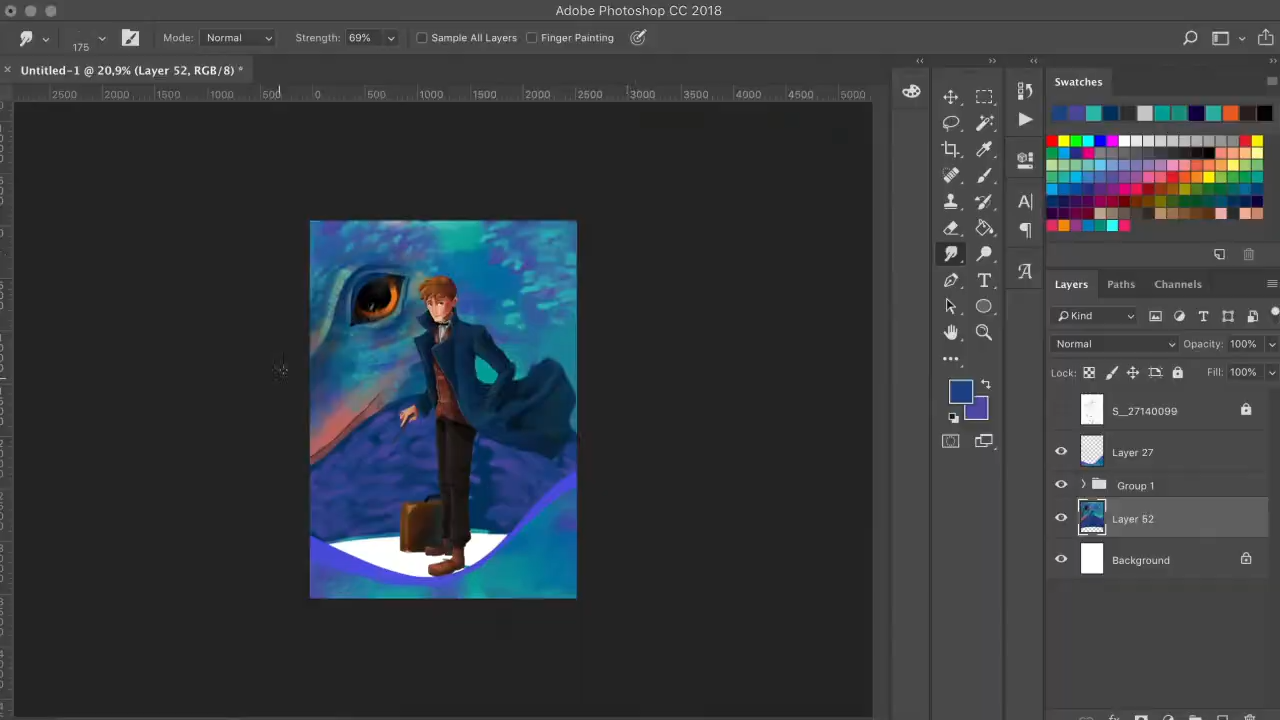 Adobe Photoshop CC 2018
175
Mode: Normal
Strength: 69%
Sample All Layers
Finger Painting
Untitled-1 @ 20,9% (Layer 52, RGB/8) *
2500 2000 1500 1000 500 0 500 1000 1500 2000 2500 3000 3500 4000 4500 5000
Swatches
Layers Paths Channels
Kind
Normal Opacity: 100%
Lock: Fill: 100%
S__27140099
Layer 27
Group 1
Layer 52
Background